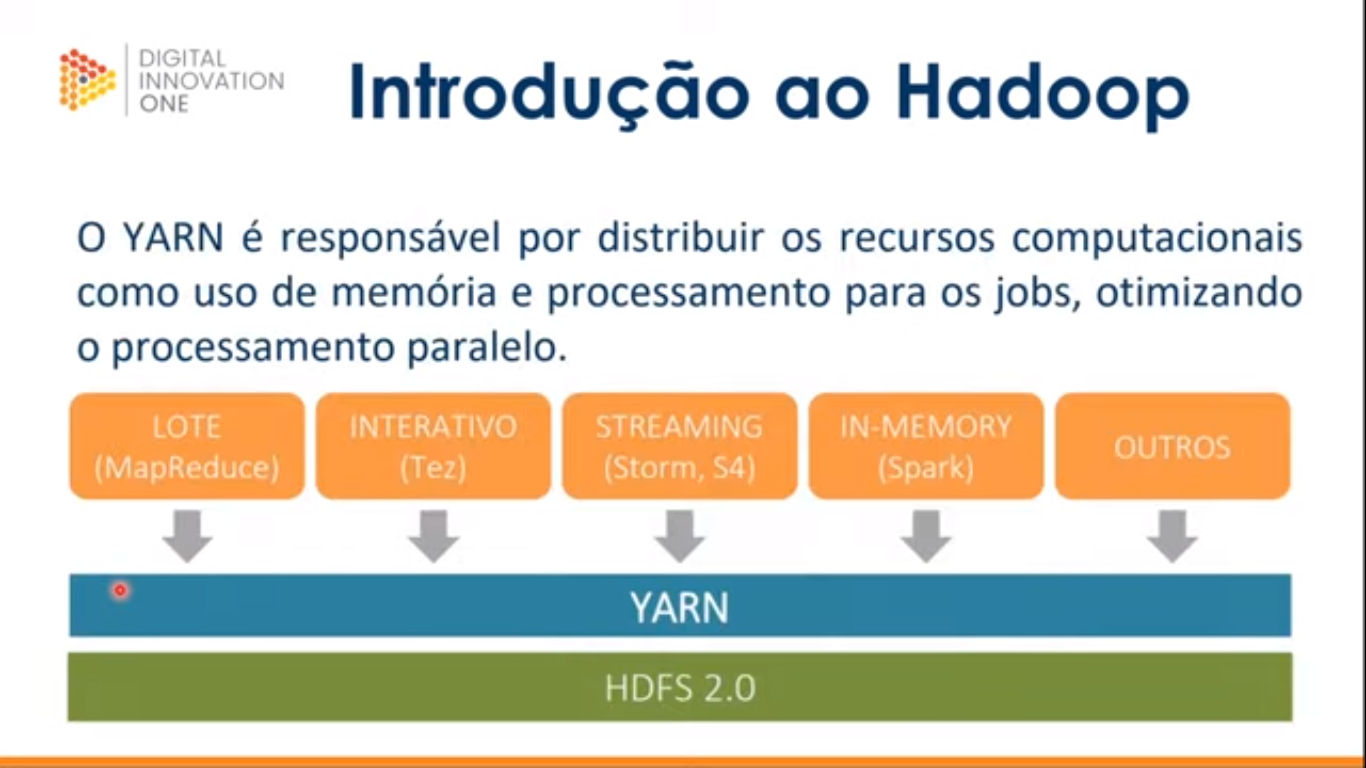 DIGITAL
INNOVATION
ONE
Introdução ao Hadoop
O YARN é responsável por distribuir os recursos computacionais
como uso de memória e processamento para os jobs, otimizando
o processamento paralelo.
LOTE
(MapReduce)
INTERATIVO
(Tez)
STREAMING
(Storm, S4)
IN-MEMORY
(Spark)
OUTROS
YARN
HDFS 2.0